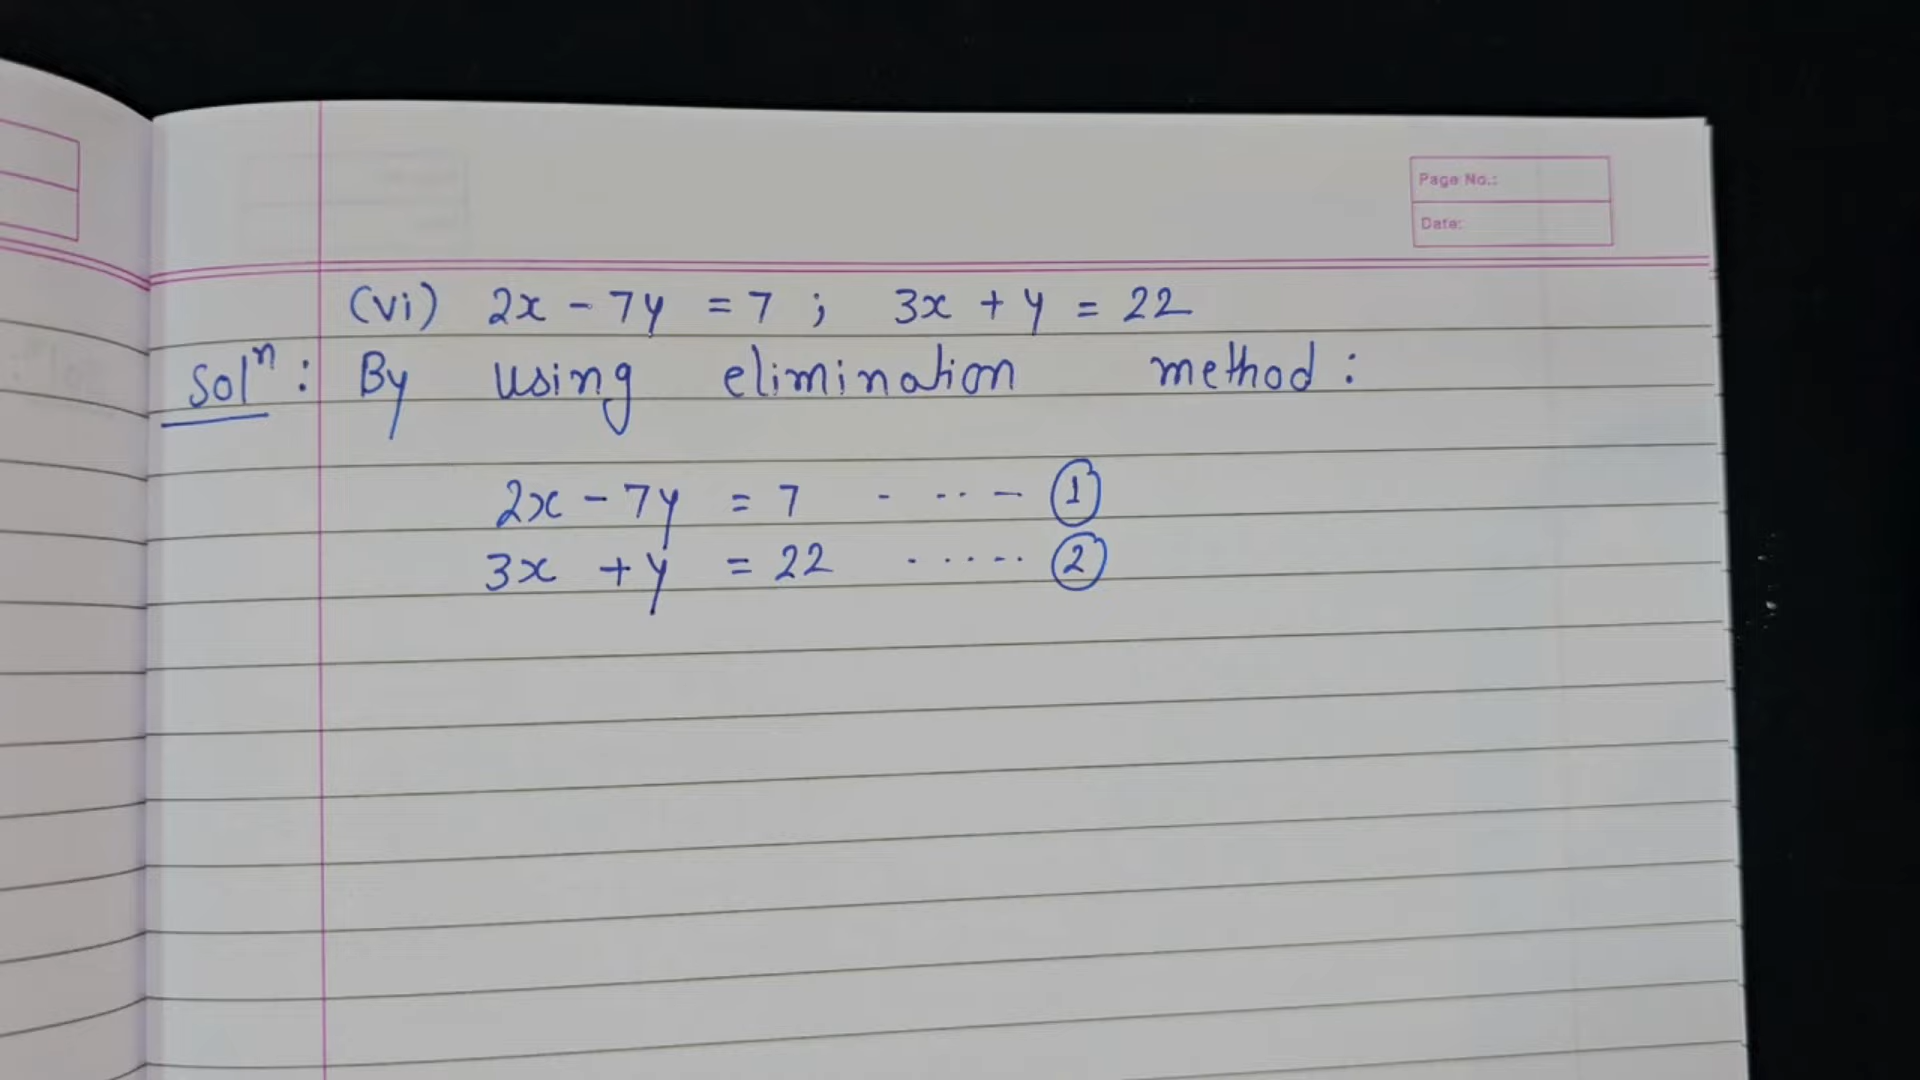 Page No.:
Date:
(vi) 2x - 7y = 7 ; 3x + y = 22
Solⁿ : By using elimination method :
2x - 7y = 7 - ·· - ①
3x + y = 22 ····· ②